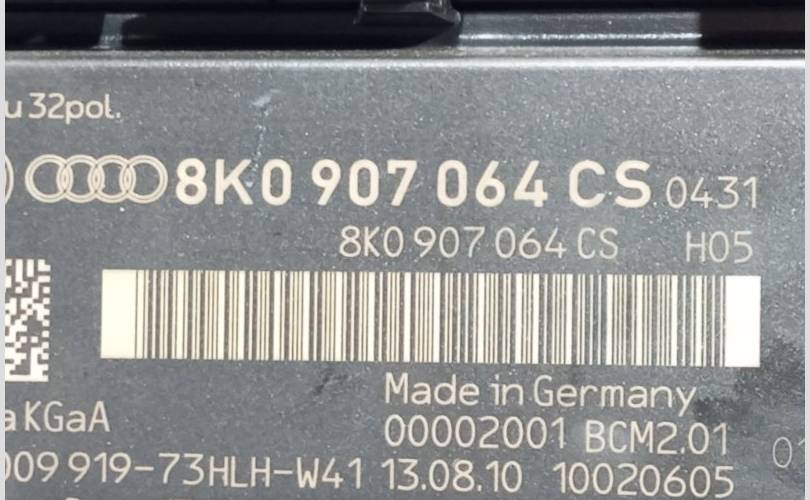 u 32pol.
8K0 907 064 CS 0431
8K0 907 064 CS H05
Made in Germany
a KGaA
00002001 BCM2.01
009 919-73HLH-W41 13.08.10 10020605